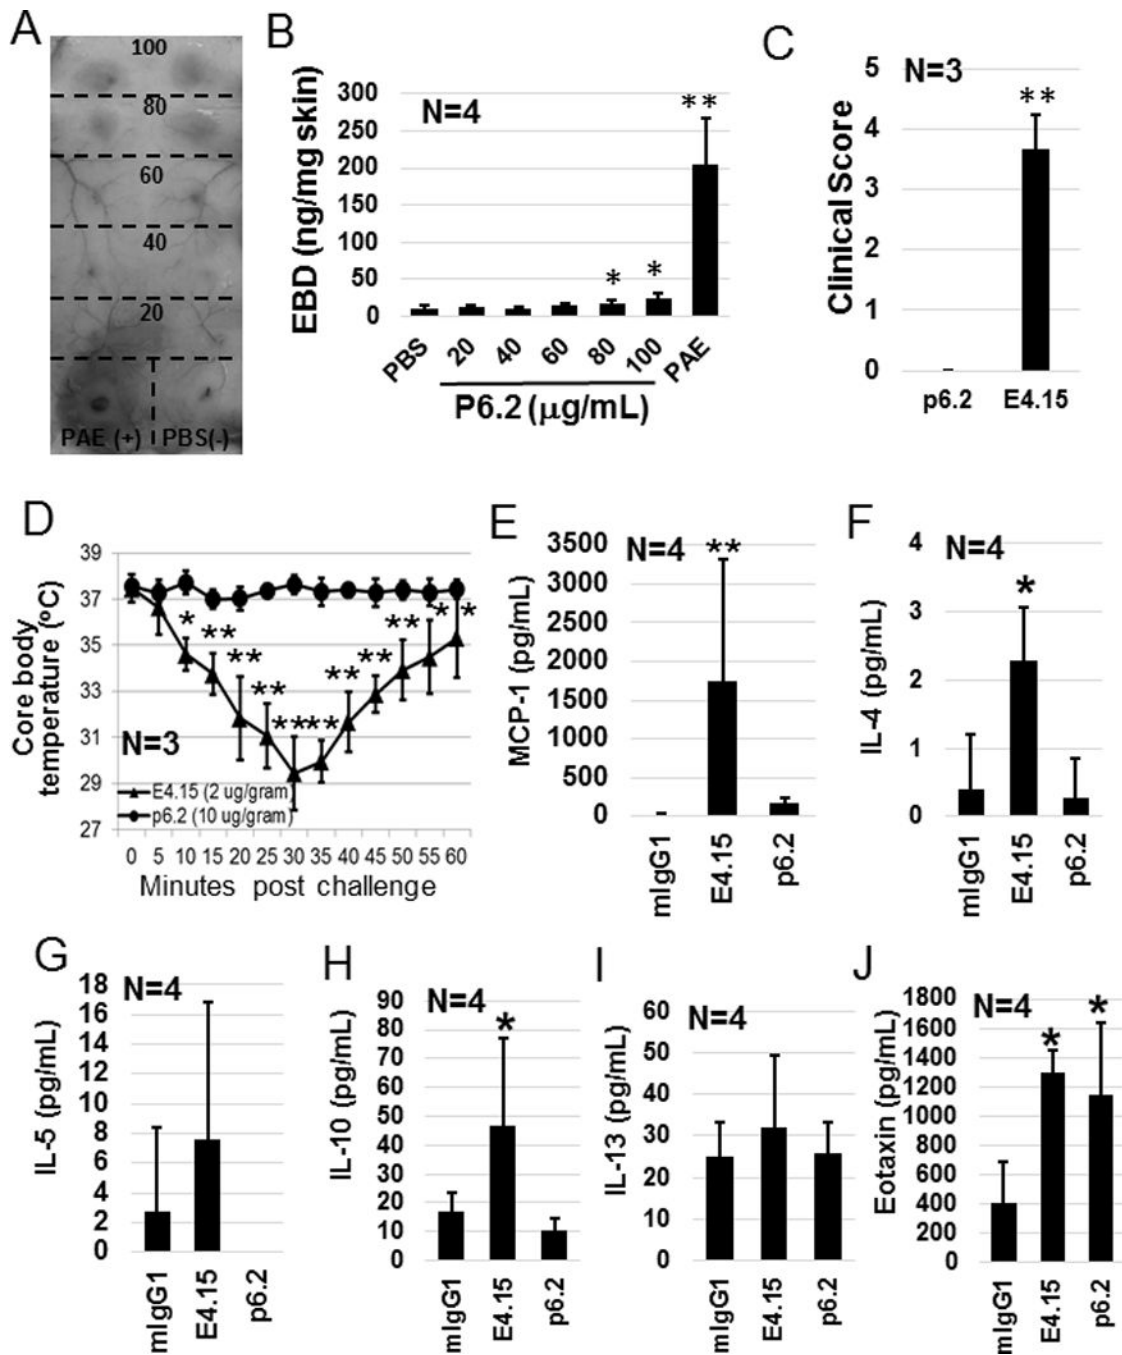 A
100
80
60
40
20
PAE (+) PBS(-)
B
EBD (ng/mg skin)
300
250
200
150
100
50
0
N=4
* * **
PBS 20 40 60 80 100 PAE
P6.2 (μg/mL)
C
Clinical Score
5
4
3
2
1
0
N=3
**
p6.2 E4.15
D
Core body
temperature (ºC)
39
37
35
33
31
29
27
* ** ** ** ** ** ** ** ** * *
N=3
E4.15 (2 ug/gram)
p6.2 (10 ug/gram)
0 5 10 15 20 25 30 35 40 45 50 55 60
Minutes post challenge
E
MCP-1 (pg/mL)
3500
3000
2500
2000
1500
1000
500
0
N=4
**
mIgG1 E4.15 p6.2
F
IL-4 (pg/mL)
4
3
2
1
0
N=4
*
mIgG1 E4.15 p6.2
G
IL-5 (pg/mL)
18
16
14
12
10
8
6
4
2
0
N=4
mIgG1 E4.15 p6.2
H
IL-10 (pg/mL)
90
80
70
60
50
40
30
20
10
0
N=4
*
mIgG1 E4.15 p6.2
I
IL-13 (pg/mL)
60
50
40
30
20
10
0
N=4
mIgG1 E4.15 p6.2
J
Eotaxin (pg/mL)
1800
1600
1400
1200
1000
800
600
400
200
0
N=4
* *
mIgG1 E4.15 p6.2